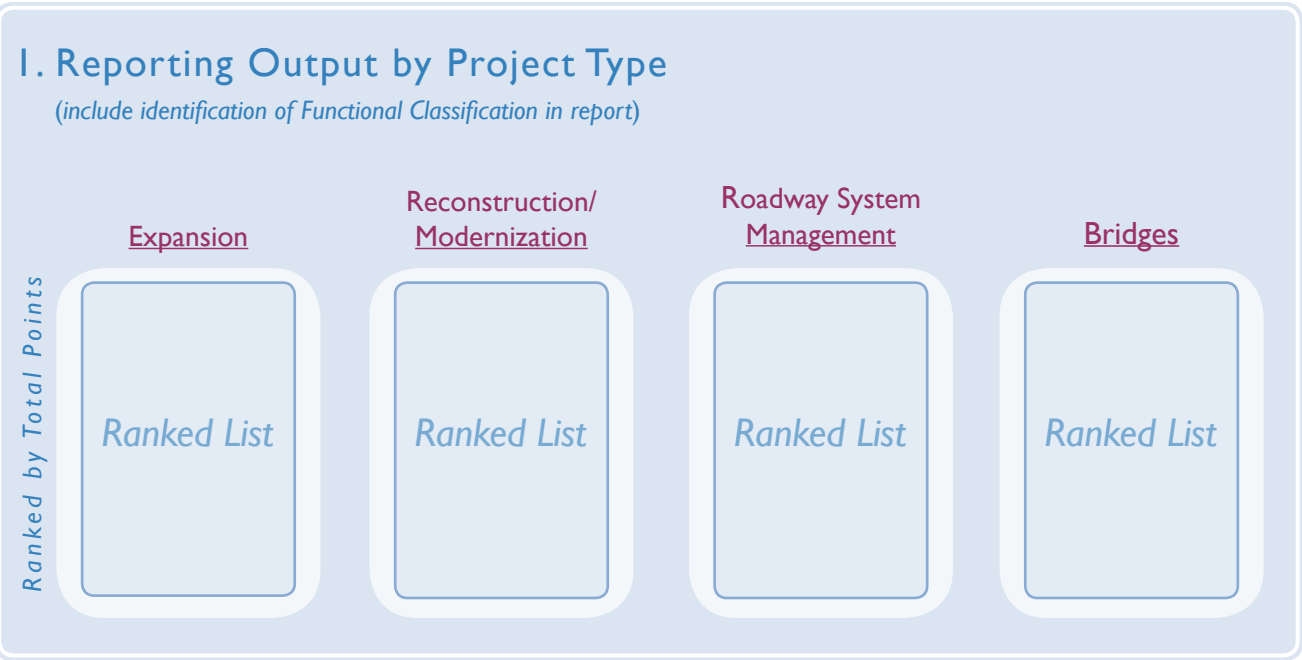 1. Reporting Output by Project Type
(include identification of Functional Classification in report)
Expansion
Reconstruction/
Modernization
Roadway System
Management
Bridges
Ranked by Total Points
Ranked List
Ranked List
Ranked List
Ranked List